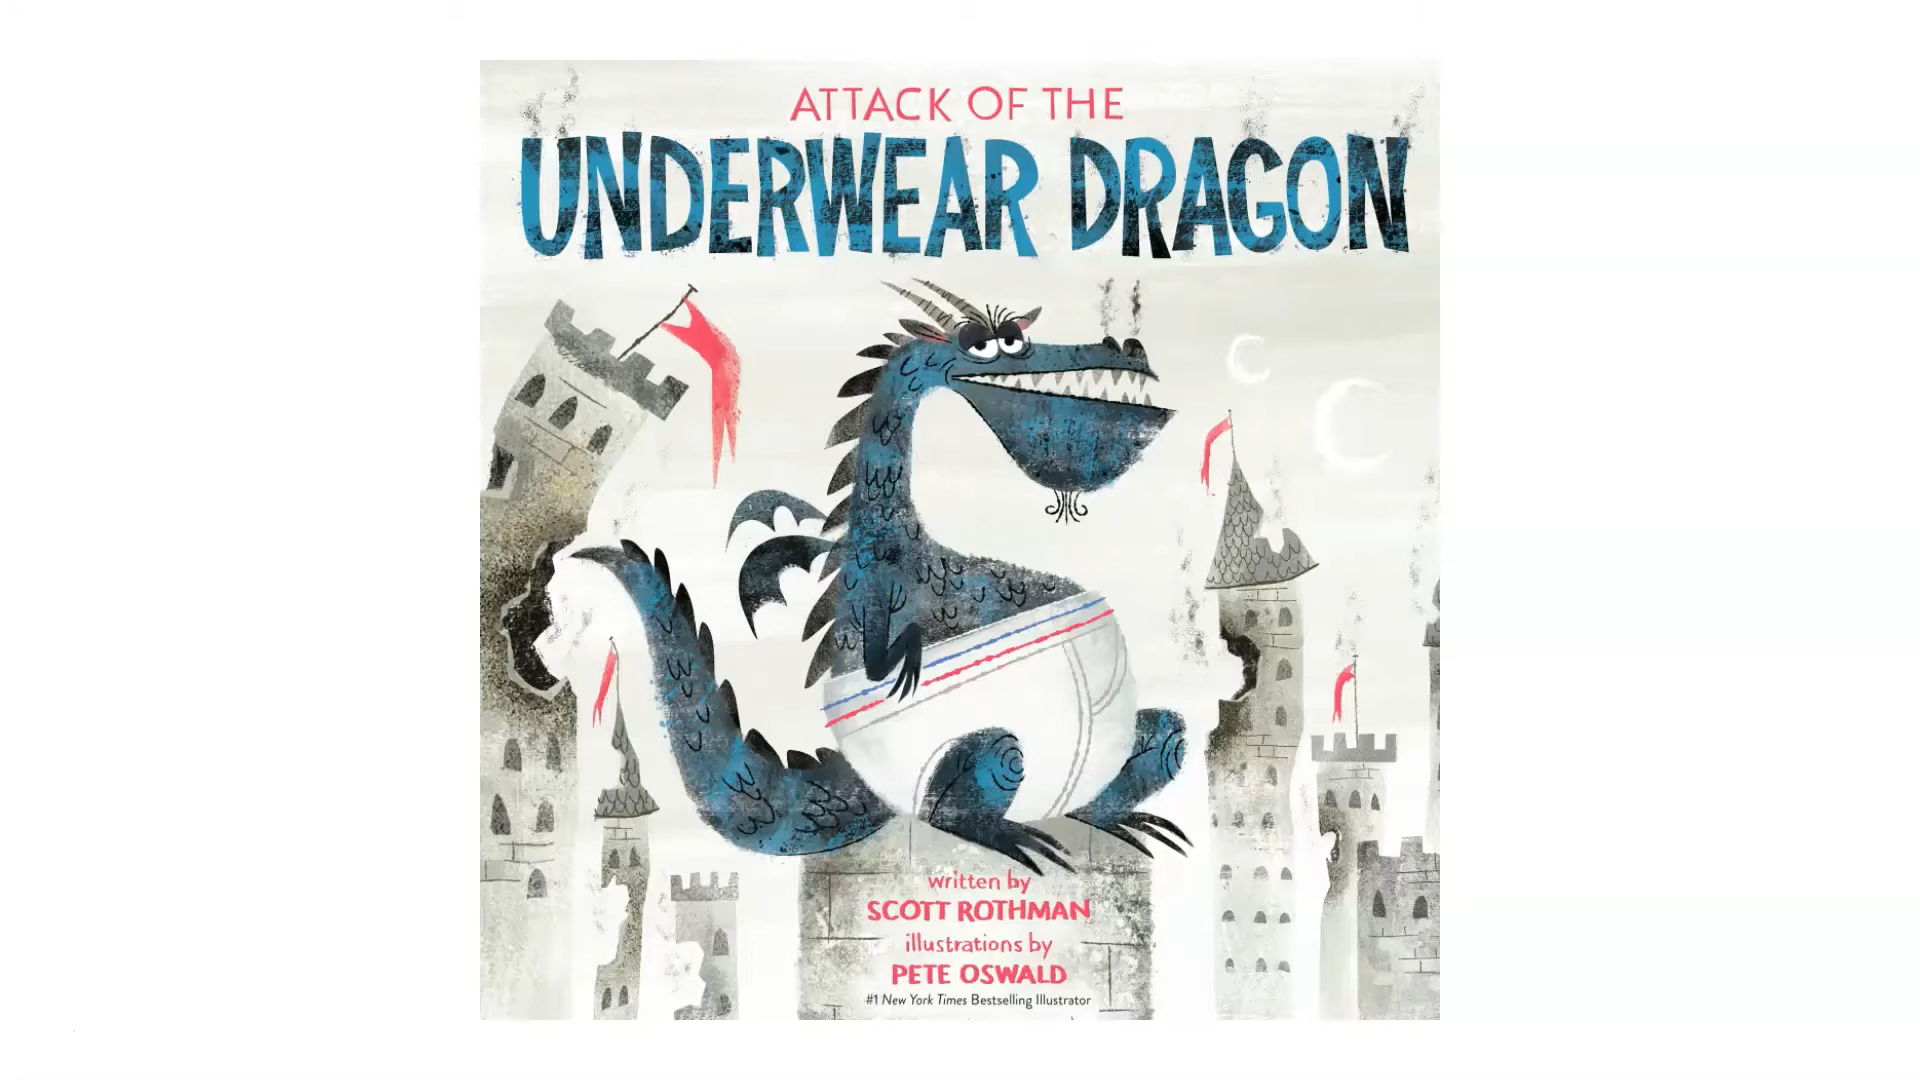 ATTACK OF THE
UNDERWEAR DRAGON
written by
SCOTT ROTHMAN
illustrations by
PETE OSWALD
#1 New York Times Bestselling Illustrator